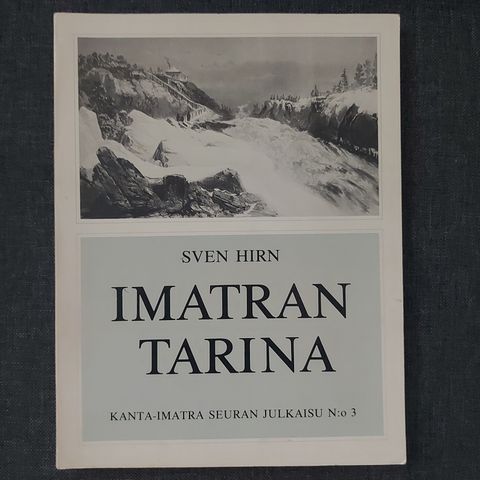 SVEN HIRN
IMATRAN
TARINA
KANTA-IMATRA SEURAN JULKAISU N:o 3